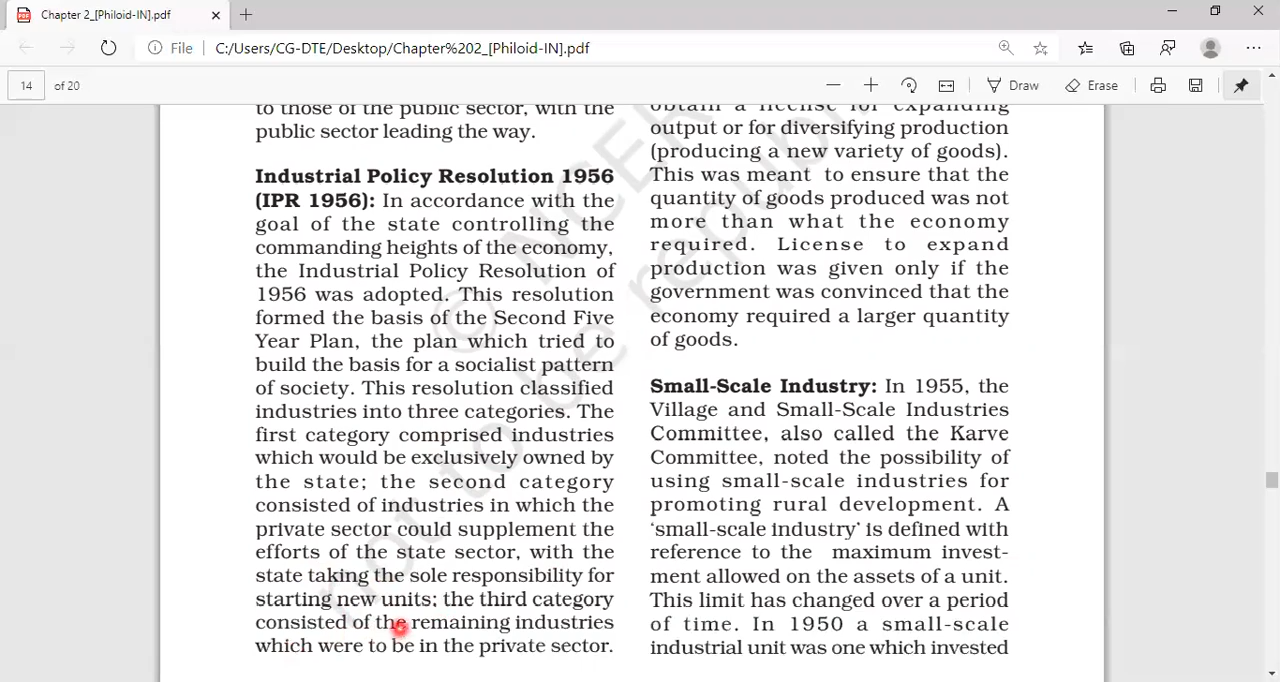 Chapter 2_[Philoid-IN].pdf
File C:/Users/CG-DTE/Desktop/Chapter%202_[Philoid-IN].pdf
14 of 20
Draw
Erase
to those of the public sector, with the
public sector leading the way.
Industrial Policy Resolution 1956
(IPR 1956): In accordance with the
goal of the state controlling the
commanding heights of the economy,
the Industrial Policy Resolution of
1956 was adopted. This resolution
formed the basis of the Second Five
Year Plan, the plan which tried to
build the basis for a socialist pattern
of society. This resolution classified
industries into three categories. The
first category comprised industries
which would be exclusively owned by
the state; the second category
consisted of industries in which the
private sector could supplement the
efforts of the state sector, with the
state taking the sole responsibility for
starting new units; the third category
consisted of the remaining industries
which were to be in the private sector.
obtain a license for expanding
output or for diversifying production
(producing a new variety of goods).
This was meant to ensure that the
quantity of goods produced was not
more than what the economy
required. License to expand
production was given only if the
government was convinced that the
economy required a larger quantity
of goods.
Small-Scale Industry: In 1955, the
Village and Small-Scale Industries
Committee, also called the Karve
Committee, noted the possibility of
using small-scale industries for
promoting rural development. A
‘small-scale industry’ is defined with
reference to the maximum invest-
ment allowed on the assets of a unit.
This limit has changed over a period
of time. In 1950 a small-scale
industrial unit was one which invested
© NCER
not to be republi